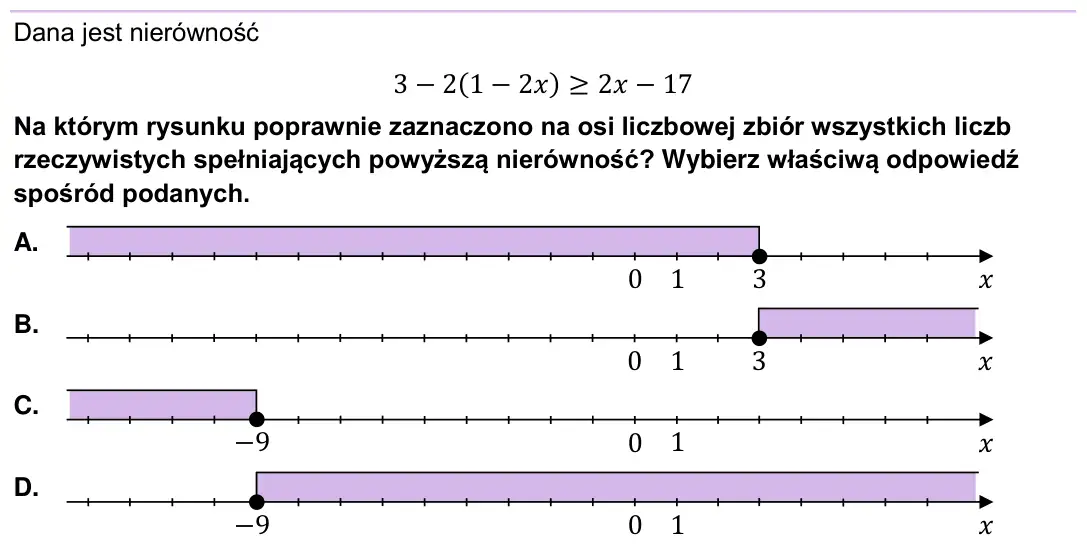 Dana jest nierówność
3 − 2(1 − 2x) ≥ 2x − 17
Na którym rysunku poprawnie zaznaczono na osi liczbowej zbiór wszystkich liczb
rzeczywistych spełniających powyższą nierówność? Wybierz właściwą odpowiedź
spośród podanych.
A.
0 1 3 x
B.
0 1 3 x
C.
−9 0 1 x
D.
−9 0 1 x